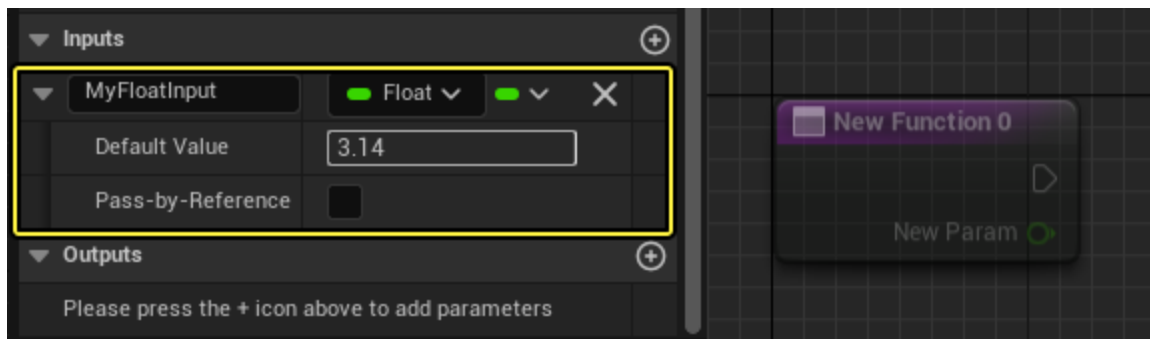 Inputs
MyFloatInput Float
Default Value 3.14
Pass-by-Reference
Outputs
Please press the + icon above to add parameters
New Function 0
New Param